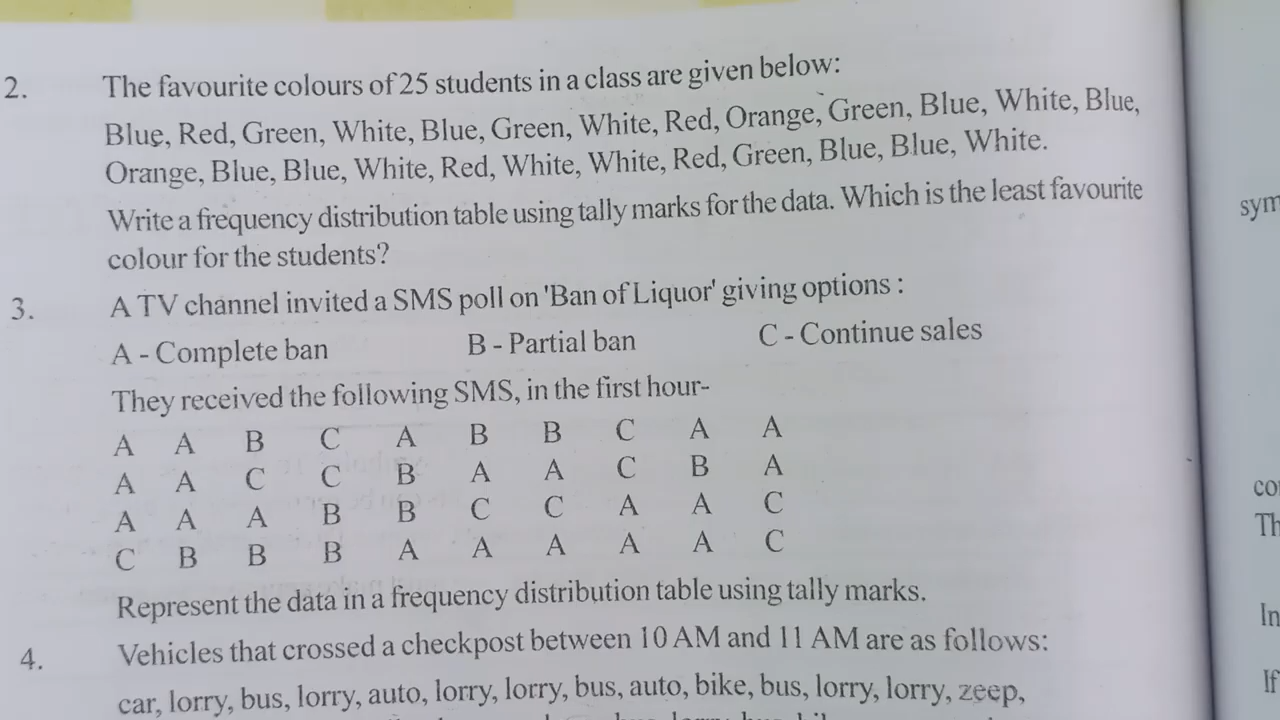 2. The favourite colours of 25 students in a class are given below:
Blue, Red, Green, White, Blue, Green, White, Red, Orange, Green, Blue, White, Blue,
Orange, Blue, Blue, White, Red, White, White, Red, Green, Blue, Blue, White.
Write a frequency distribution table using tally marks for the data. Which is the least favourite
colour for the students?
3. A TV channel invited a SMS poll on 'Ban of Liquor' giving options :
A - Complete ban B - Partial ban C - Continue sales
They received the following SMS, in the first hour-
A A B C A B B C A A
A A C C B A A C B A
A A A B B C C A A C
C B B B A A A A A C
Represent the data in a frequency distribution table using tally marks.
4. Vehicles that crossed a checkpost between 10 AM and 11 AM are as follows:
car, lorry, bus, lorry, auto, lorry, lorry, bus, auto, bike, bus, lorry, lorry, zeep,
sym
Th
In
If